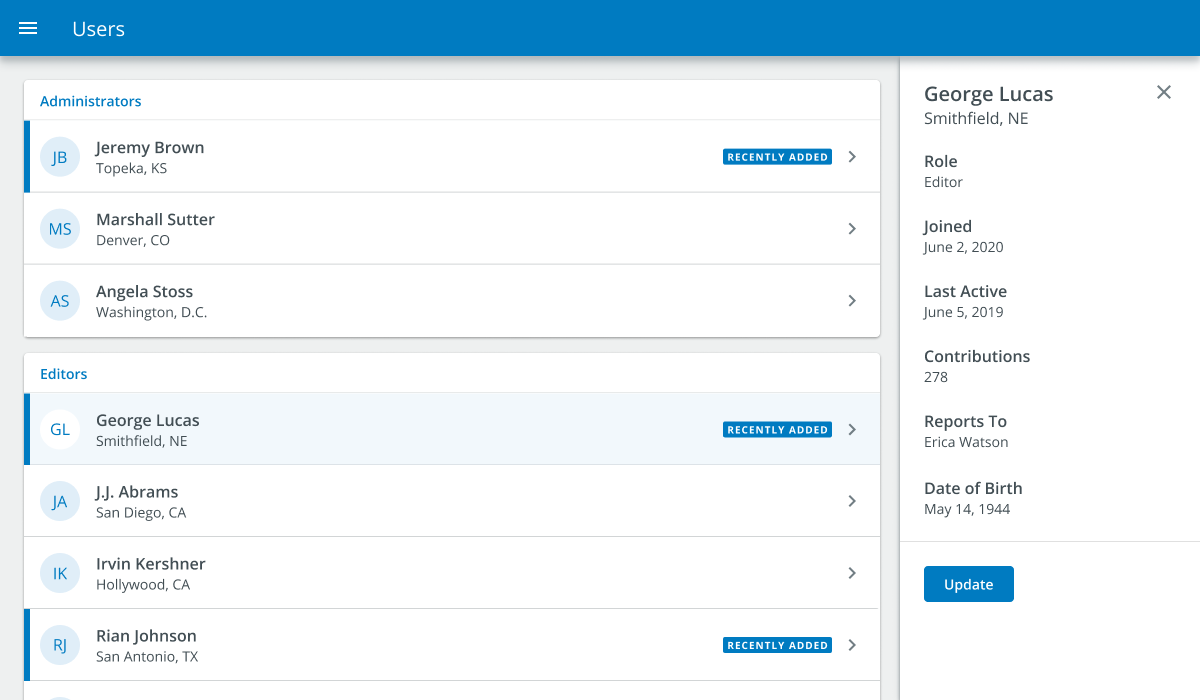 Users
Administrators
JB
Jeremy Brown
Topeka, KS
RECENTLY ADDED
MS
Marshall Sutter
Denver, CO
AS
Angela Stoss
Washington, D.C.
Editors
GL
George Lucas
Smithfield, NE
RECENTLY ADDED
JA
J.J. Abrams
San Diego, CA
IK
Irvin Kershner
Hollywood, CA
RJ
Rian Johnson
San Antonio, TX
RECENTLY ADDED
George Lucas
Smithfield, NE
Role
Editor
Joined
June 2, 2020
Last Active
June 5, 2019
Contributions
278
Reports To
Erica Watson
Date of Birth
May 14, 1944
Update